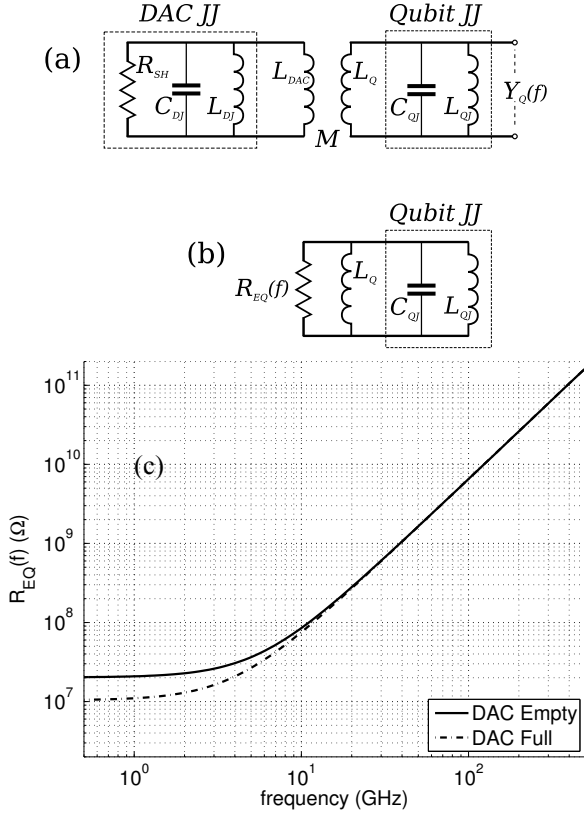 DAC JJ
Qubit JJ
(a)
R_SH
C_DJ
L_DJ
L_DAC
M
L_Q
C_QJ
L_QJ
Y_Q(f)
(b)
Qubit JJ
R_EQ(f)
L_Q
C_QJ
L_QJ
(c)
R_EQ(f) (Ω)
10^11
10^10
10^9
10^8
10^7
DAC Empty
DAC Full
10^0 10^1 10^2
frequency (GHz)